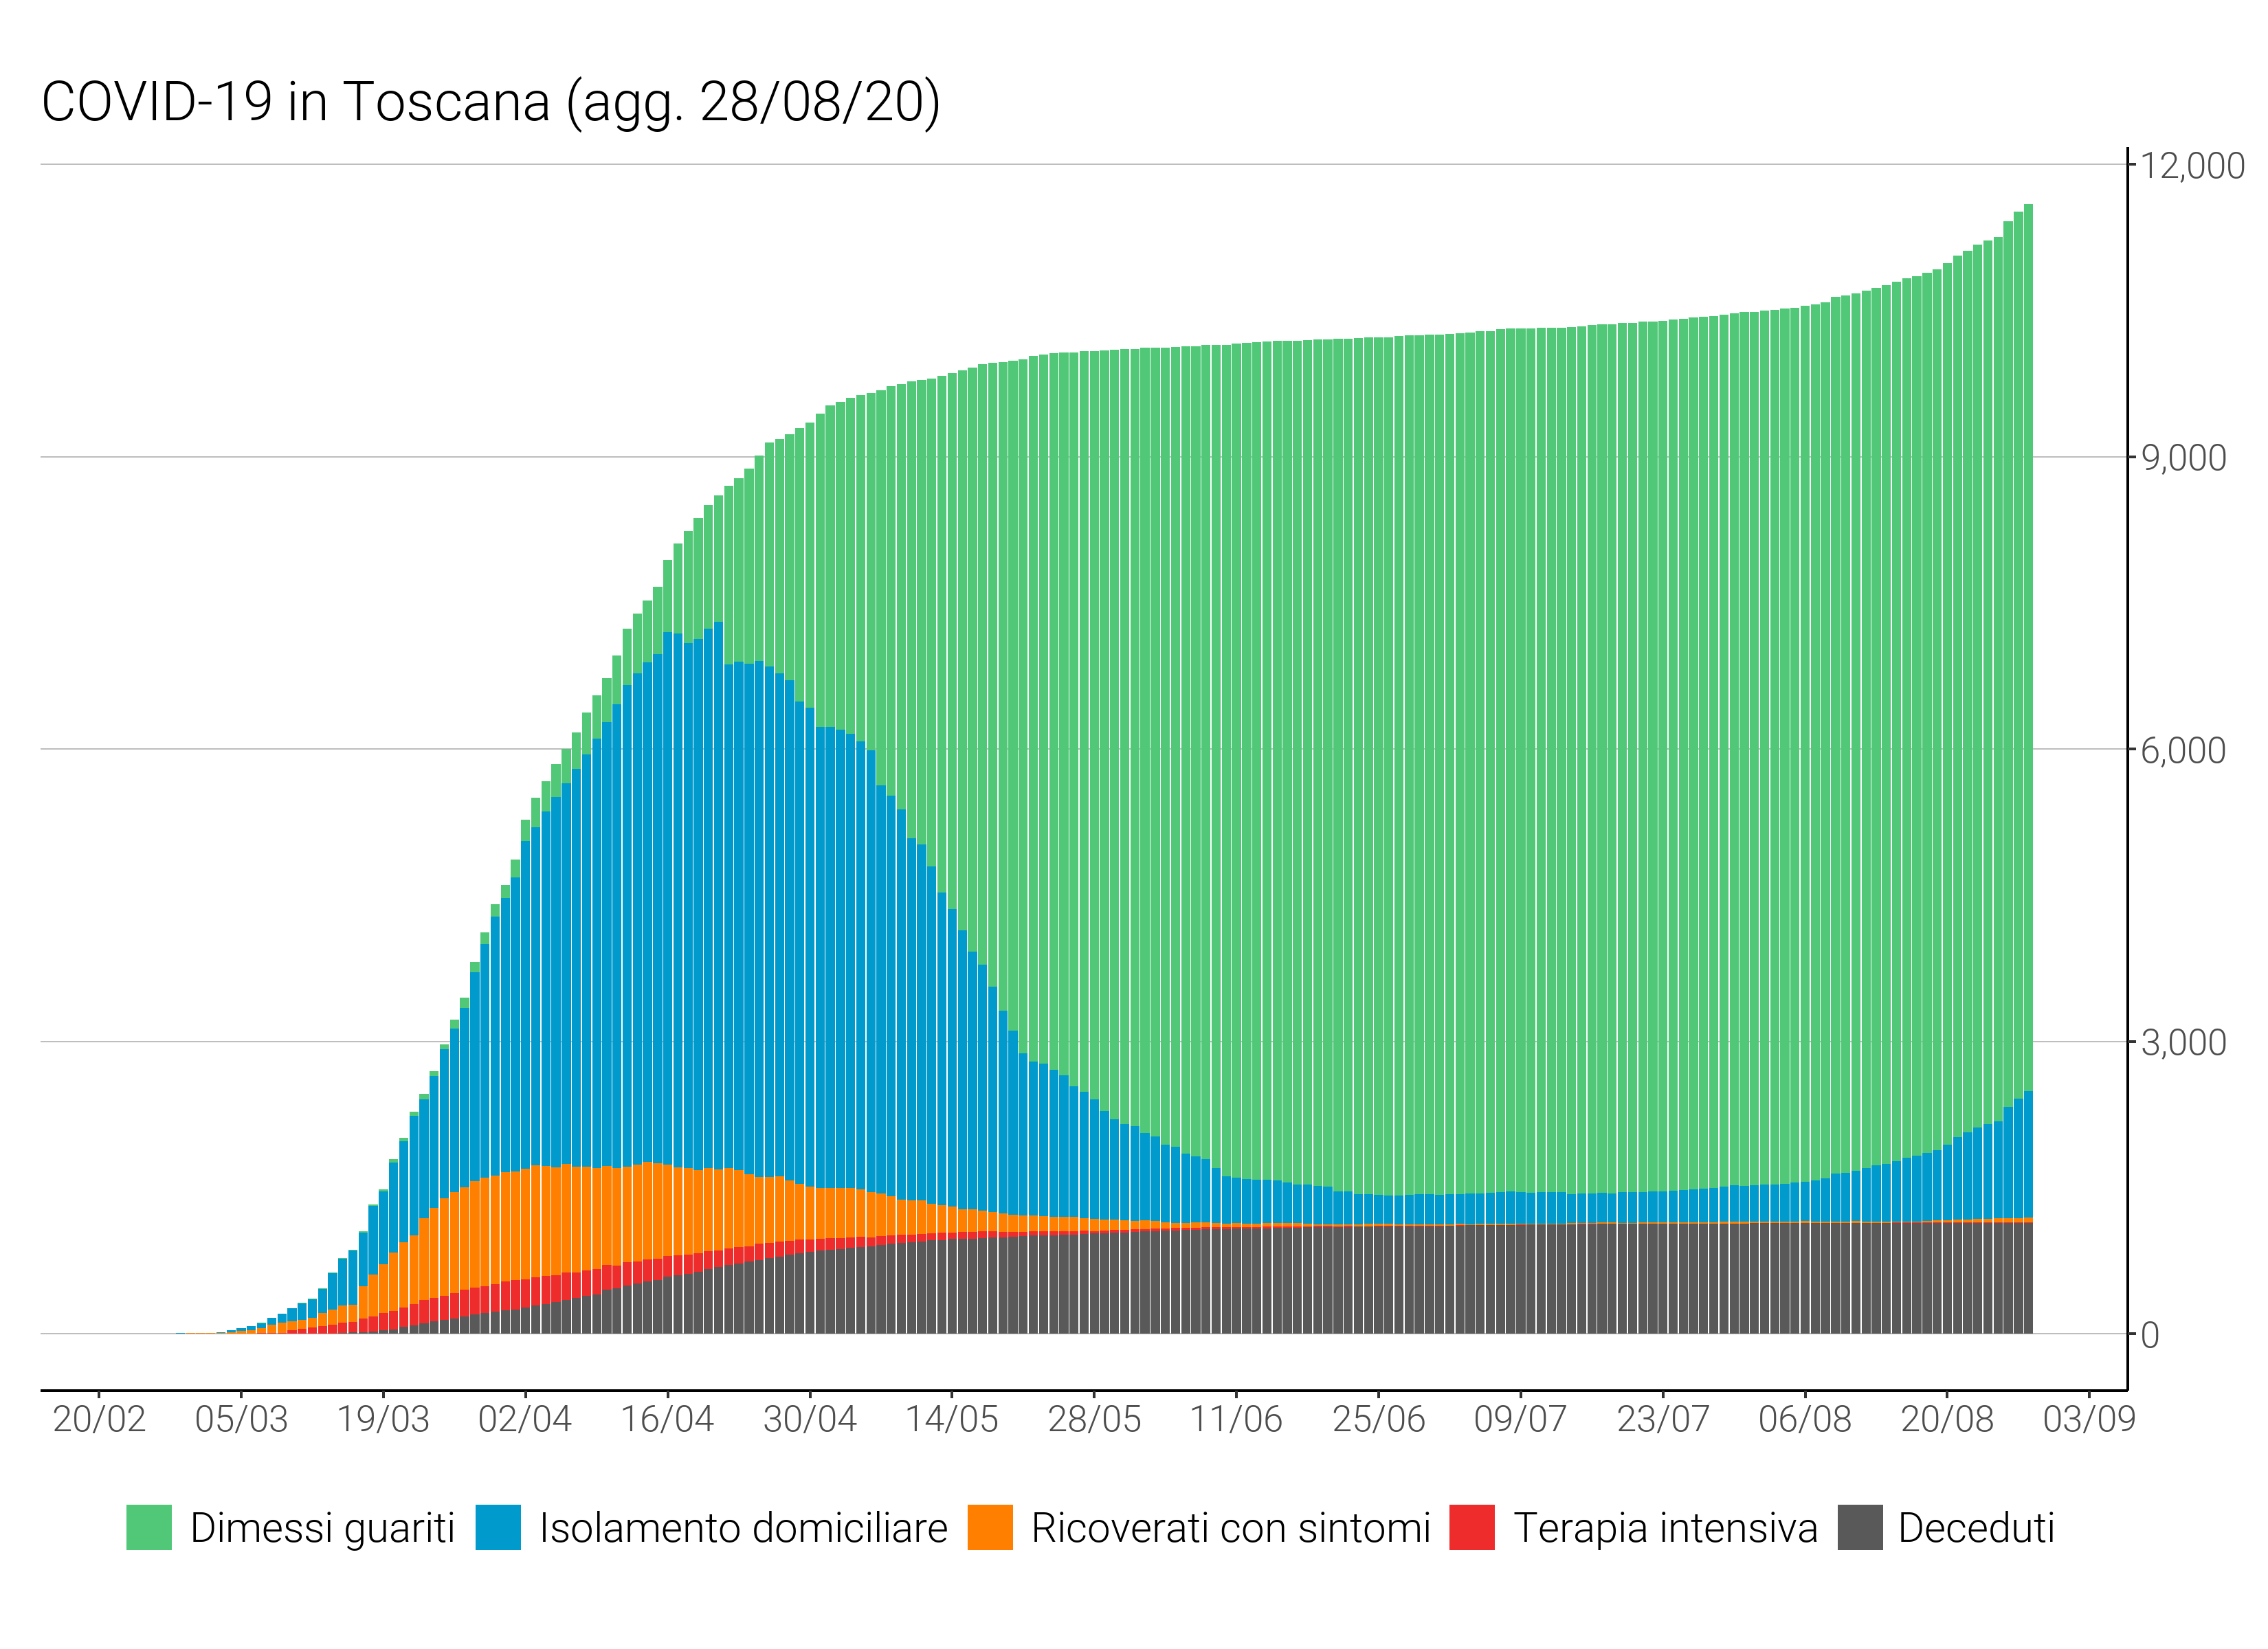 COVID-19 in Toscana (agg. 28/08/20)
12,000
9,000
6,000
3,000
0
20/02 05/03 19/03 02/04 16/04 30/04 14/05 28/05 11/06 25/06 09/07 23/07 06/08 20/08 03/09
Dimessi guariti Isolamento domiciliare Ricoverati con sintomi Terapia intensiva Deceduti